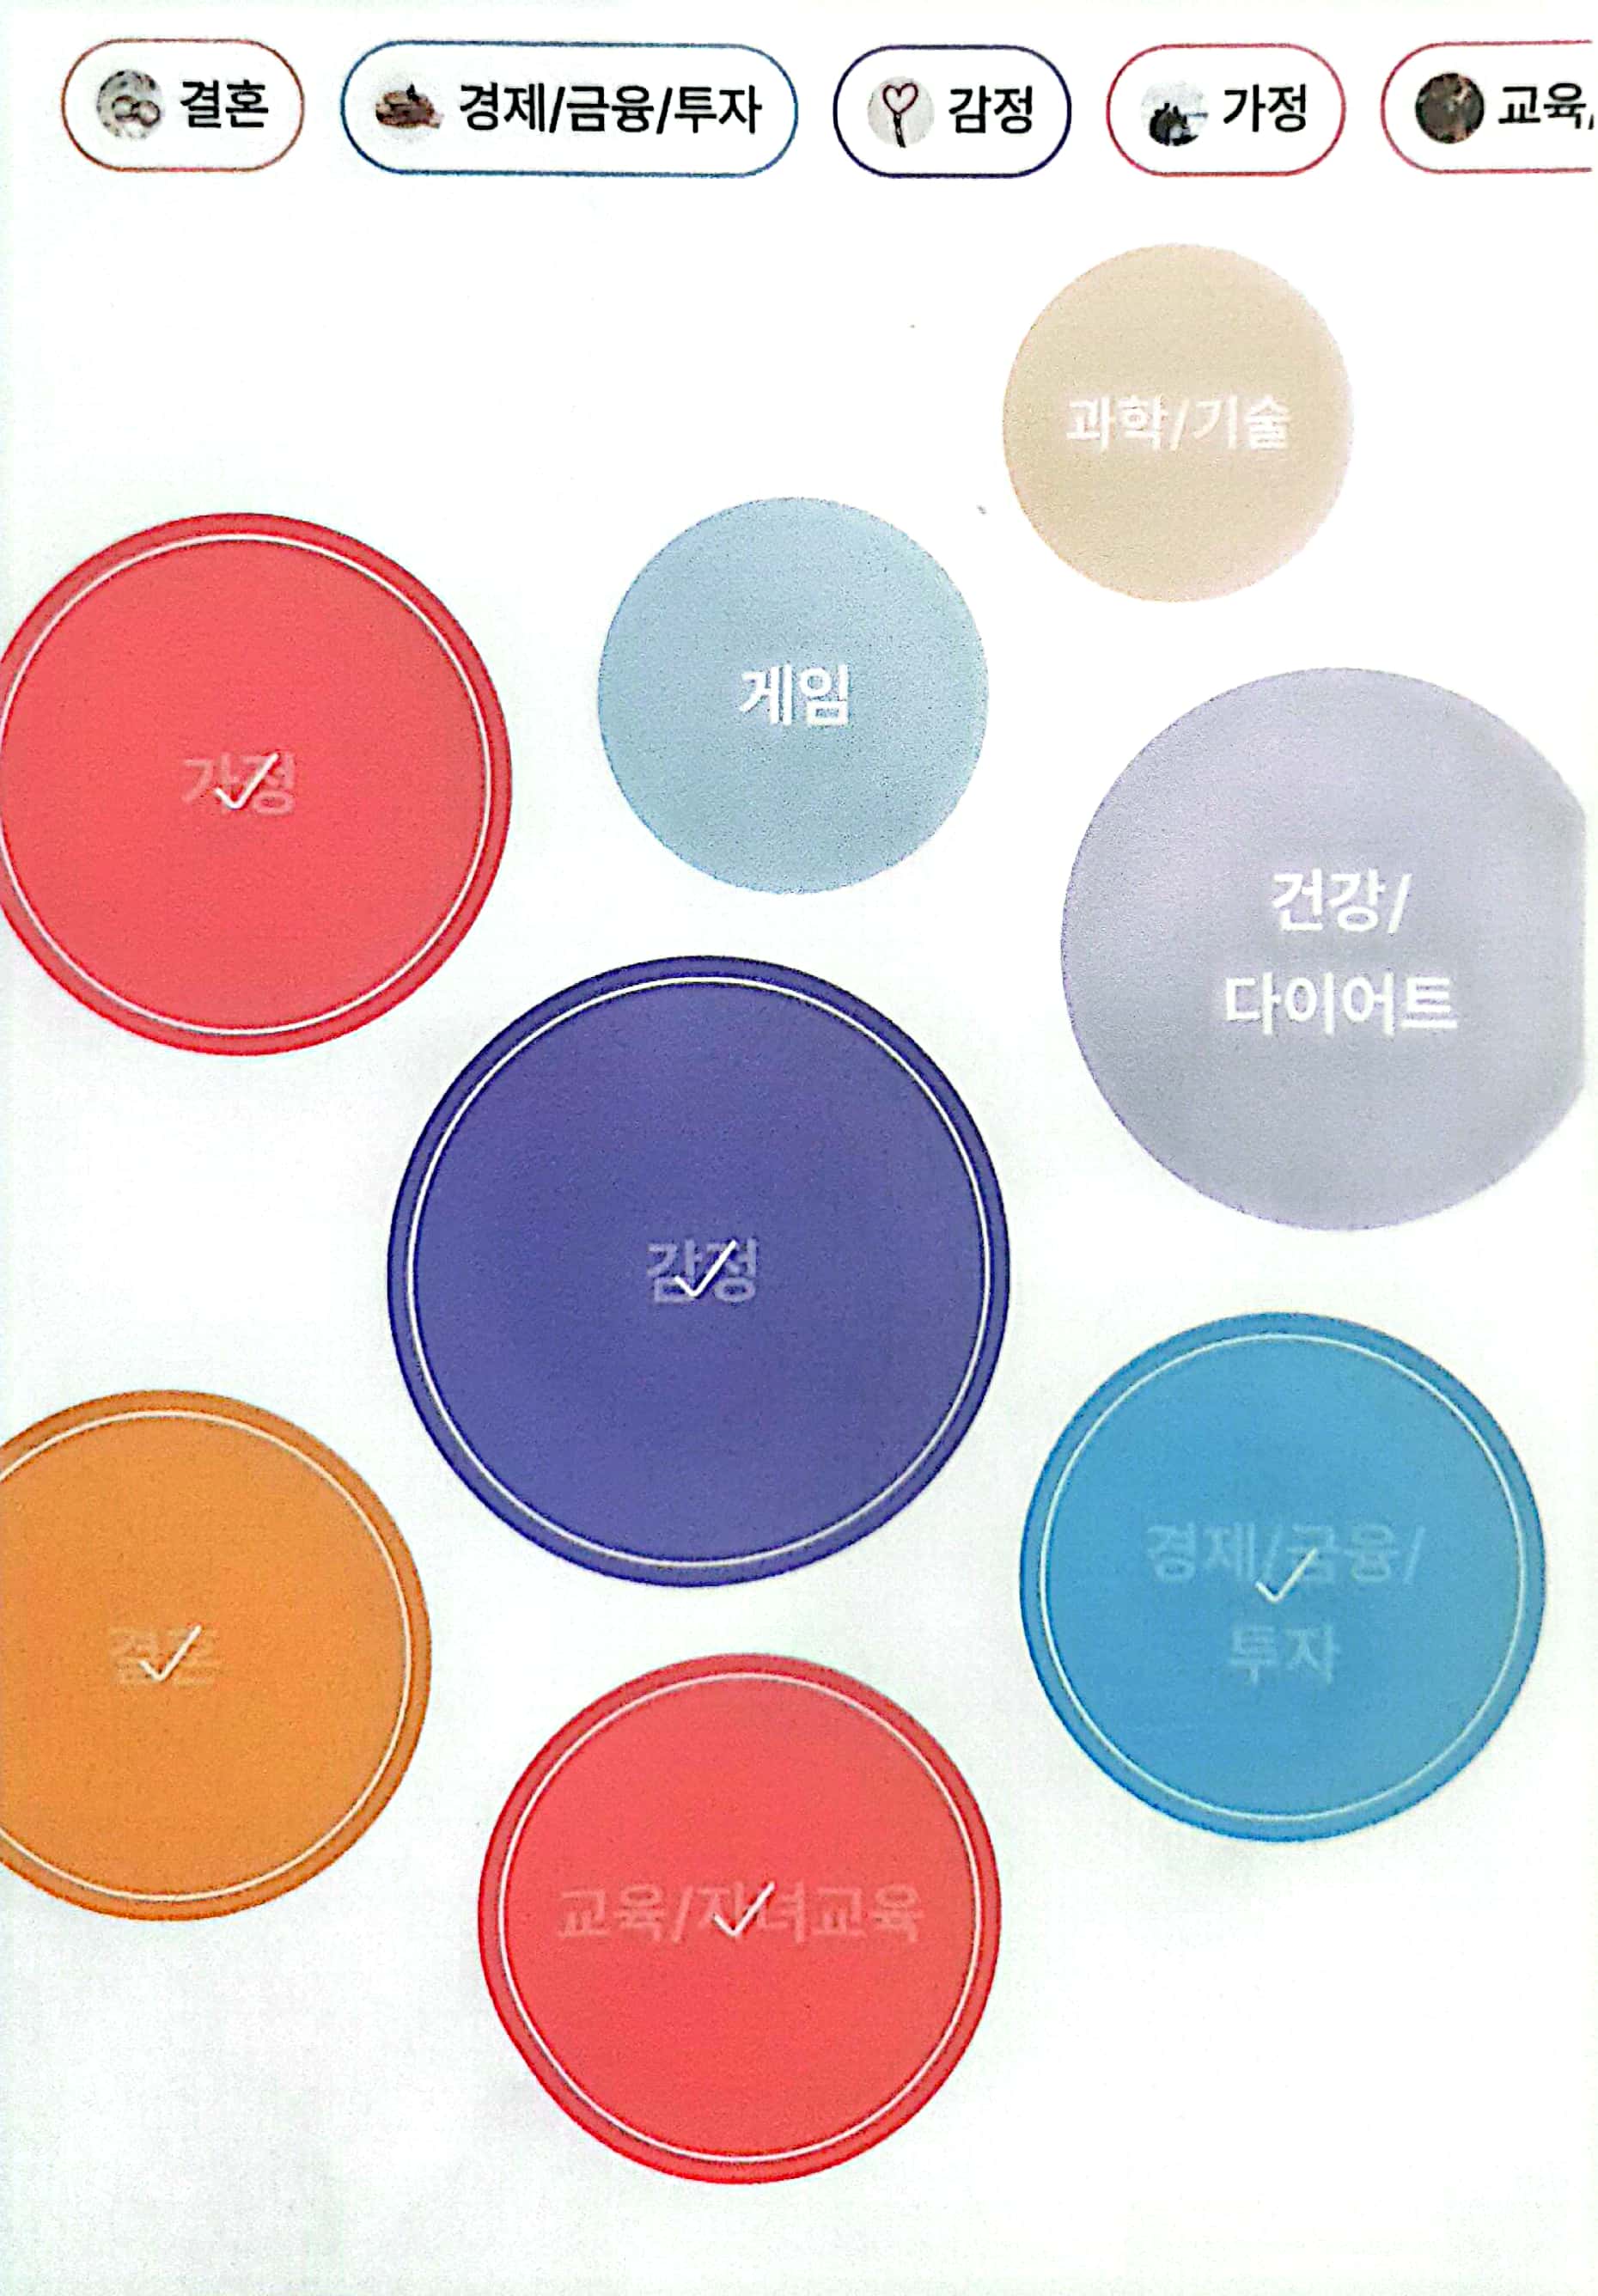 결혼
경제/금융/투자
감정
가정
교육/
과학/기술
게임
가정
건강/
다이어트
감정
경제/금융/
투자
결혼
교육/자녀교육